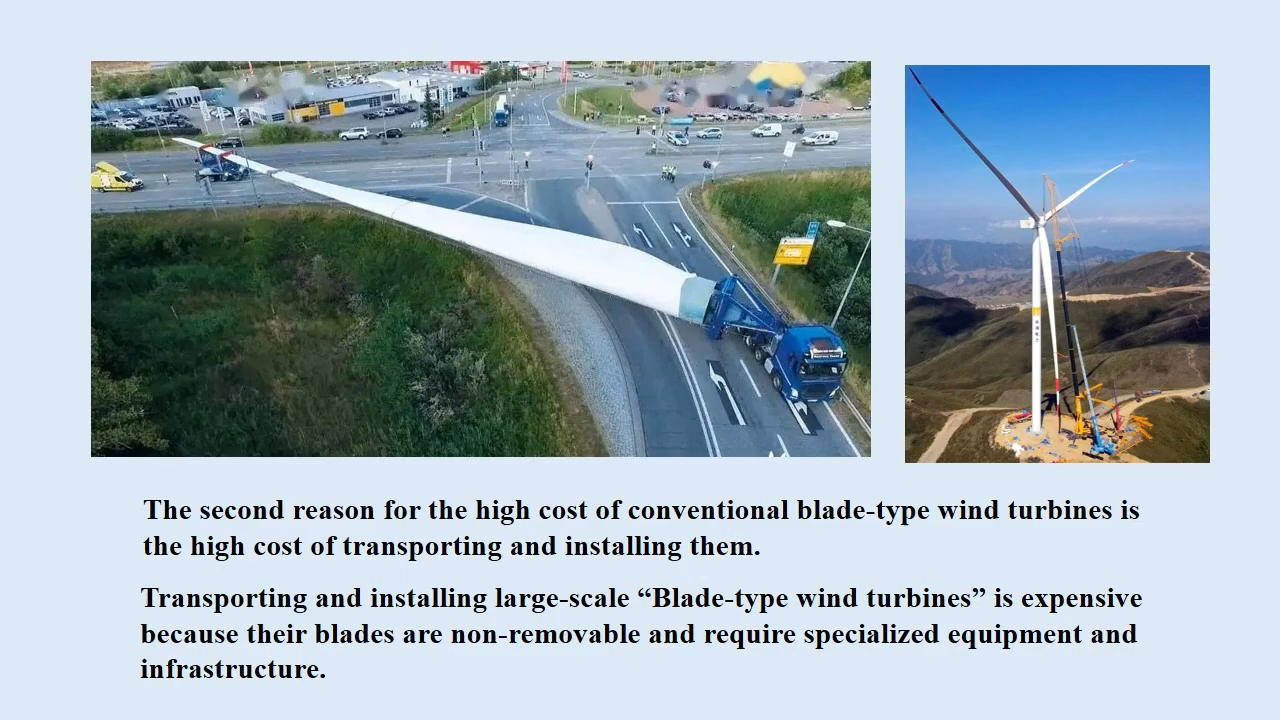 The second reason for the high cost of conventional blade-type wind turbines is
the high cost of transporting and installing them.
Transporting and installing large-scale “Blade-type wind turbines” is expensive
because their blades are non-removable and require specialized equipment and
infrastructure.